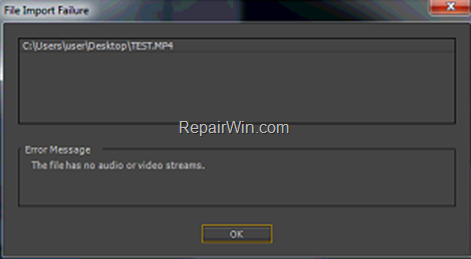 File Import Failure
C:\Users\user\Desktop\TEST.MP4
RepairWin.com
Error Message
The file has no audio or video streams.
OK